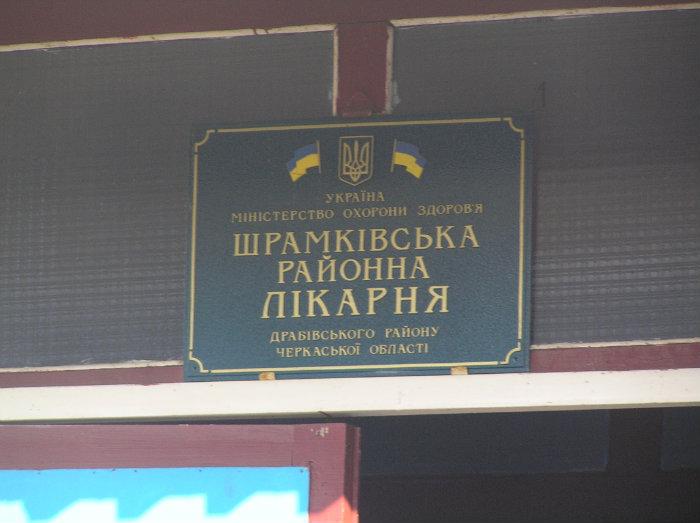 УКРАЇНА
МІНІСТЕРСТВО ОХОРОНИ ЗДОРОВ'Я
ШРАМКІВСЬКА
РАЙОННА
ЛІКАРНЯ
ДРАБІВСЬКОГО РАЙОНУ
ЧЕРКАСЬКОЇ ОБЛАСТІ